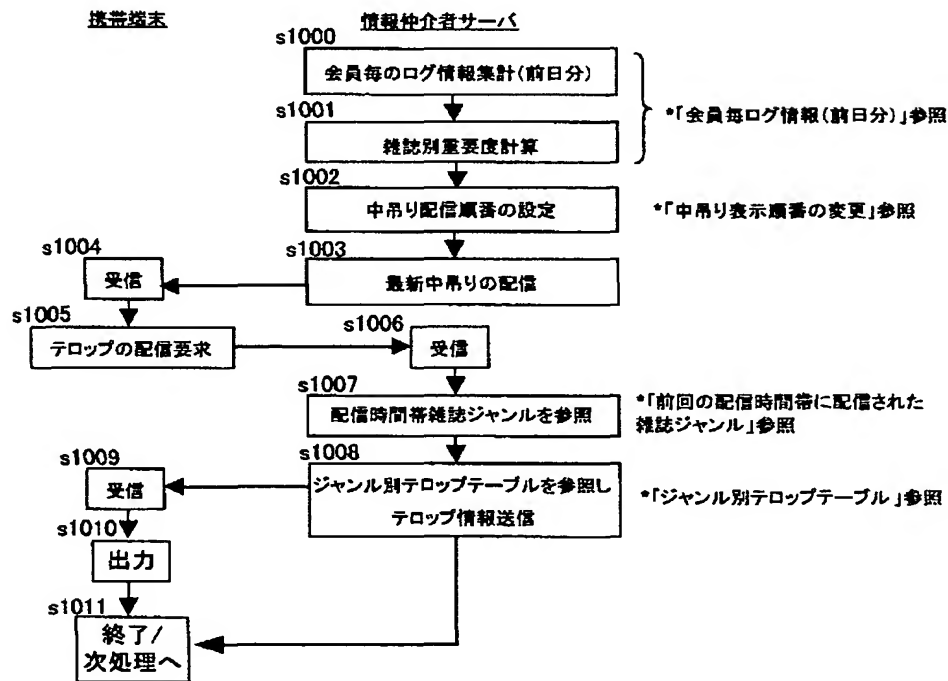 携帯端末
情報仲介者サーバ
s1000
会員毎のログ情報集計(前日分)
s1001
雑誌別重要度計算
*「会員毎ログ情報(前日分)」参照
s1002
中吊り配信順番の設定
*「中吊り表示順番の変更」参照
s1003
最新中吊りの配信
s1004
受信
s1005
テロップの配信要求
s1006
受信
s1007
配信時間帯雑誌ジャンルを参照
*「前回の配信時間帯に配信された
雑誌ジャンル」参照
s1008
ジャンル別テロップテーブルを参照し
テロップ情報送信
*「ジャンル別テロップテーブル」参照
s1009
受信
s1010
出力
s1011
終了/
次処理へ